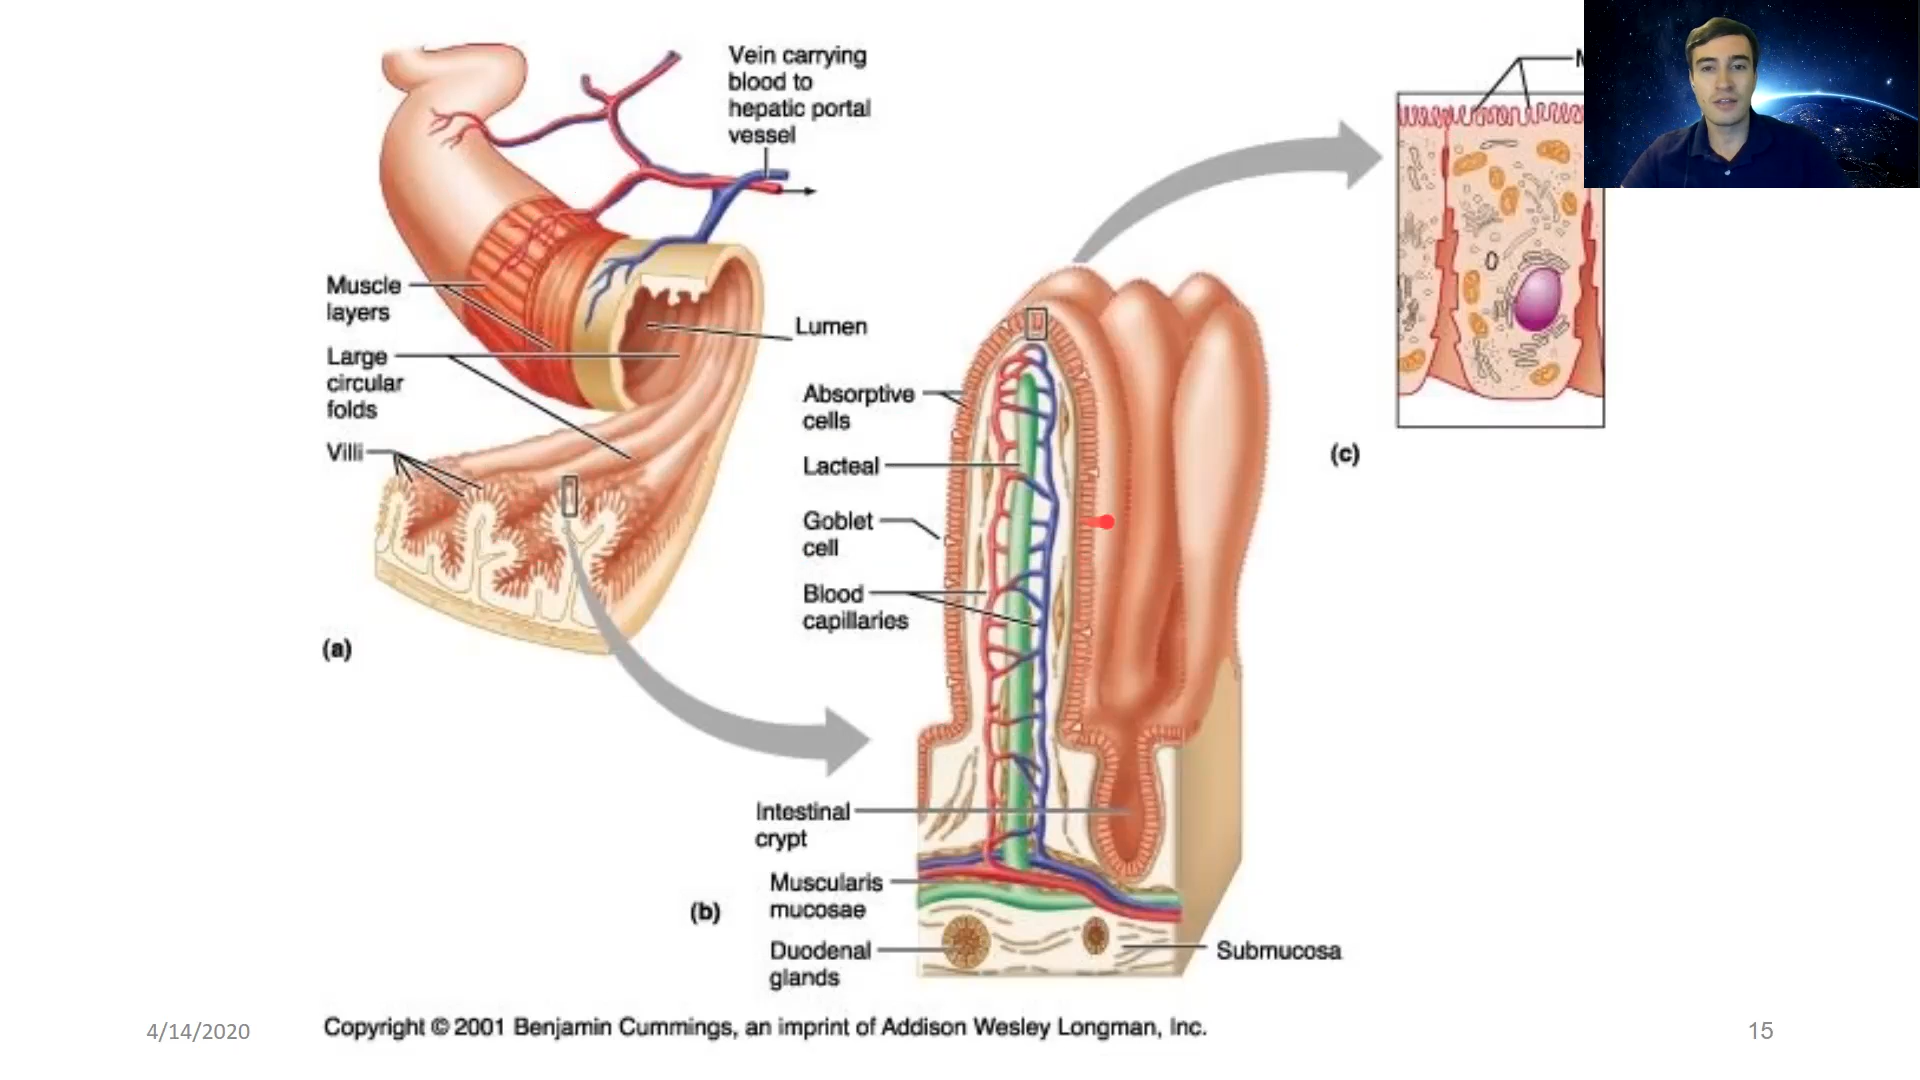 Vein carrying
blood to
hepatic portal
vessel
Muscle
layers
Lumen
Large
circular
folds
Villi
(a)
Absorptive
cells
Lacteal
Goblet
cell
Blood
capillaries
Intestinal
crypt
Muscularis
mucosae
(b)
Duodenal
glands
Submucosa
(c)
4/14/2020
Copyright © 2001 Benjamin Cummings, an imprint of Addison Wesley Longman, Inc.
15